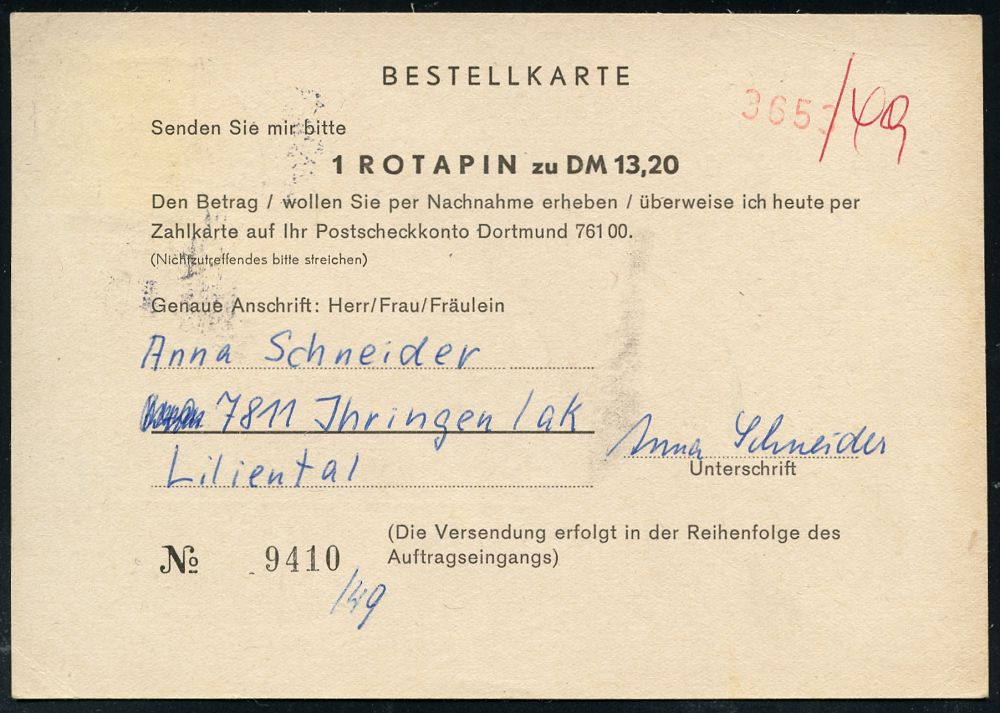 BESTELLKARTE
365
/49
Senden Sie mir bitte
1 ROTAPIN zu DM 13,20
Den Betrag / wollen Sie per Nachnahme erheben / überweise ich heute per
Zahlkarte auf Ihr Postscheckkonto Dortmund 761 00.
(Nichtzutreffendes bitte streichen)
Genaue Anschrift: Herr/Frau/Fräulein
Anna Schneider
7811 Ihringen/ak
Liliental
Anna Schneider
Unterschrift
(Die Versendung erfolgt in der Reihenfolge des
Auftragseingangs)
№ 9410
/49